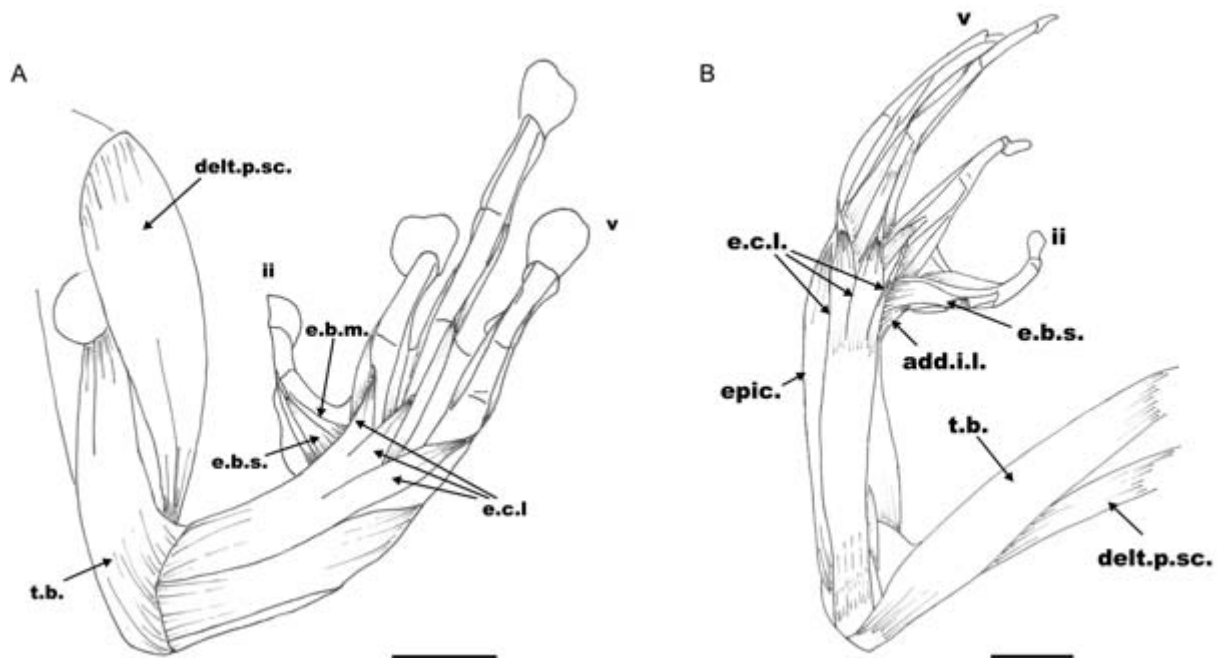 A
delt.p.sc.
ii
v
e.b.m.
e.b.s.
e.c.l
t.b.
B
v
e.c.l.
ii
e.b.s.
add.i.l.
epic.
t.b.
delt.p.sc.